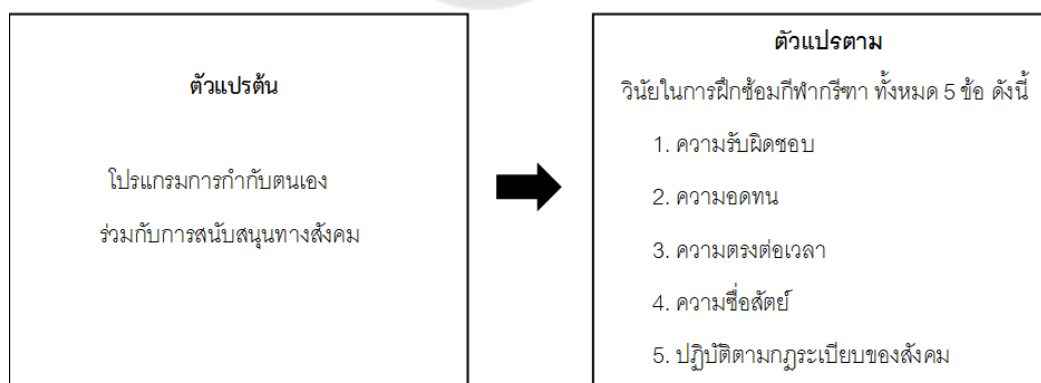 ตัวแปรต้น
โปรแกรมการกำกับตนเอง
ร่วมกับการสนับสนุนทางสังคม
ตัวแปรตาม
วินัยในการฝึกซ้อมกีฬากรีฑา ทั้งหมด 5 ข้อ ดังนี้
1. ความรับผิดชอบ
2. ความอดทน
3. ความตรงต่อเวลา
4. ความซื่อสัตย์
5. ปฏิบัติตามกฎระเบียบของสังคม